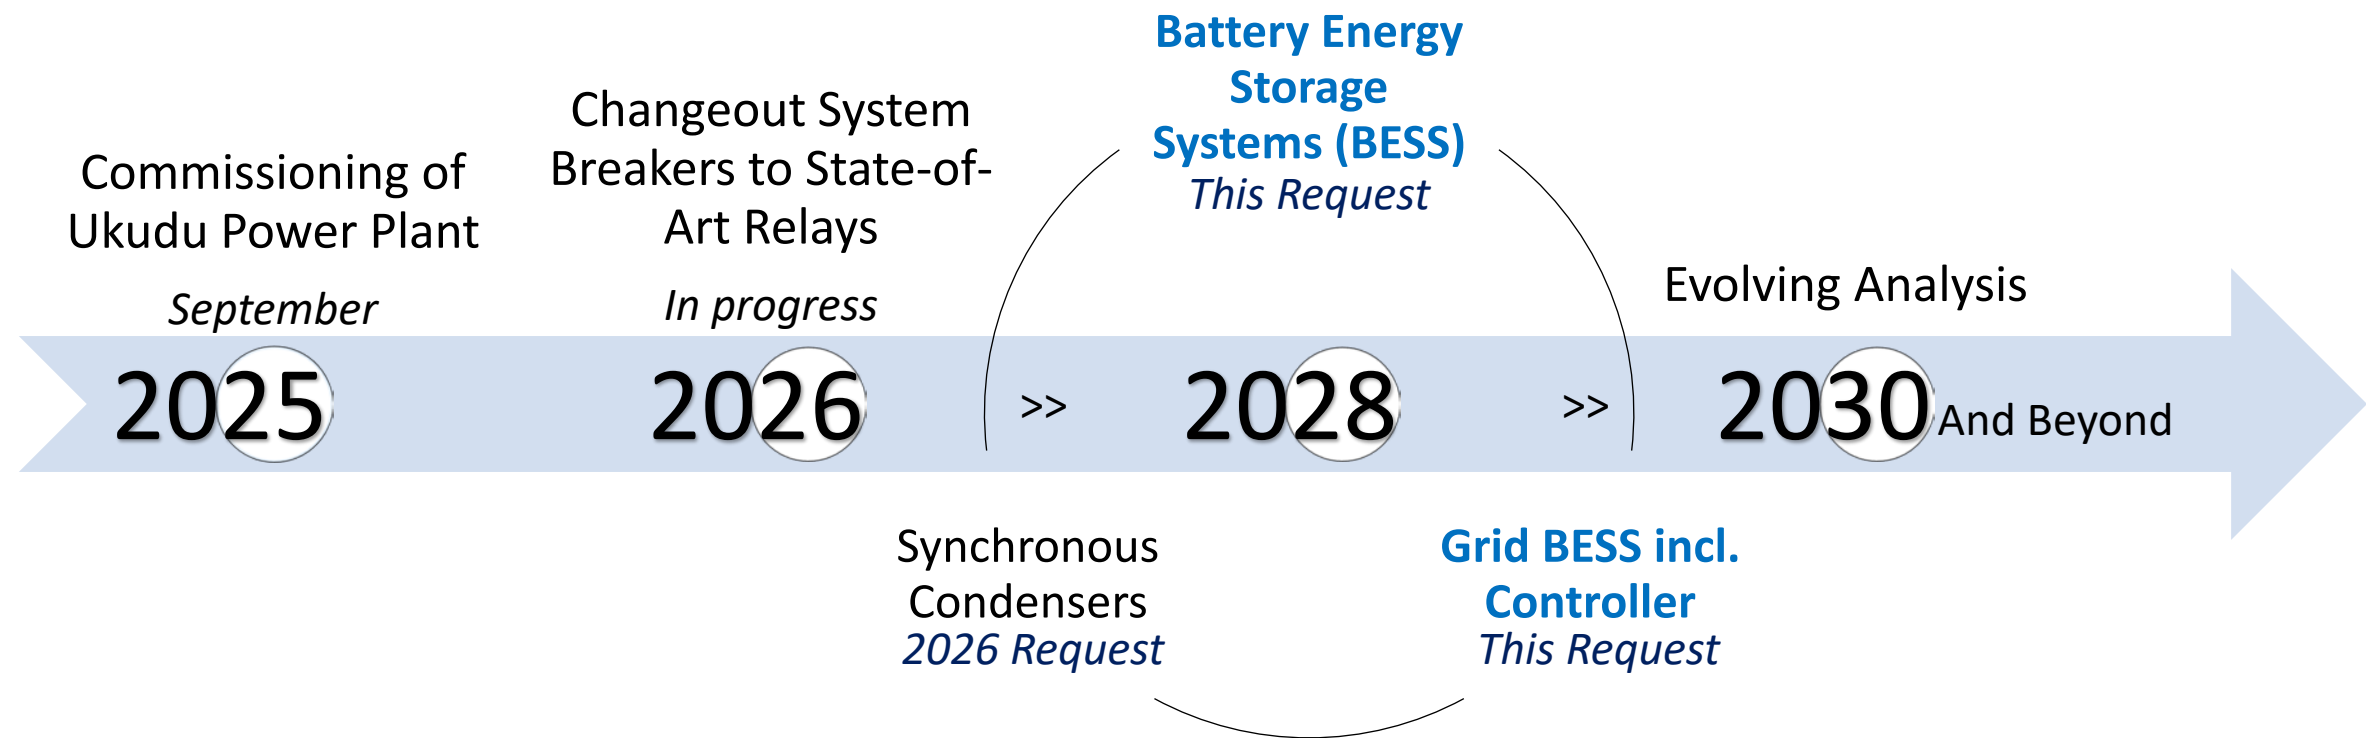 Commissioning of
Ukudu Power Plant
September
Changeout System
Breakers to State-of-
Art Relays
In progress
Battery Energy
Storage
Systems (BESS)
This Request
Evolving Analysis
2025
2026
>>
2028
>>
2030 And Beyond
Synchronous
Condensers
2026 Request
Grid BESS incl.
Controller
This Request